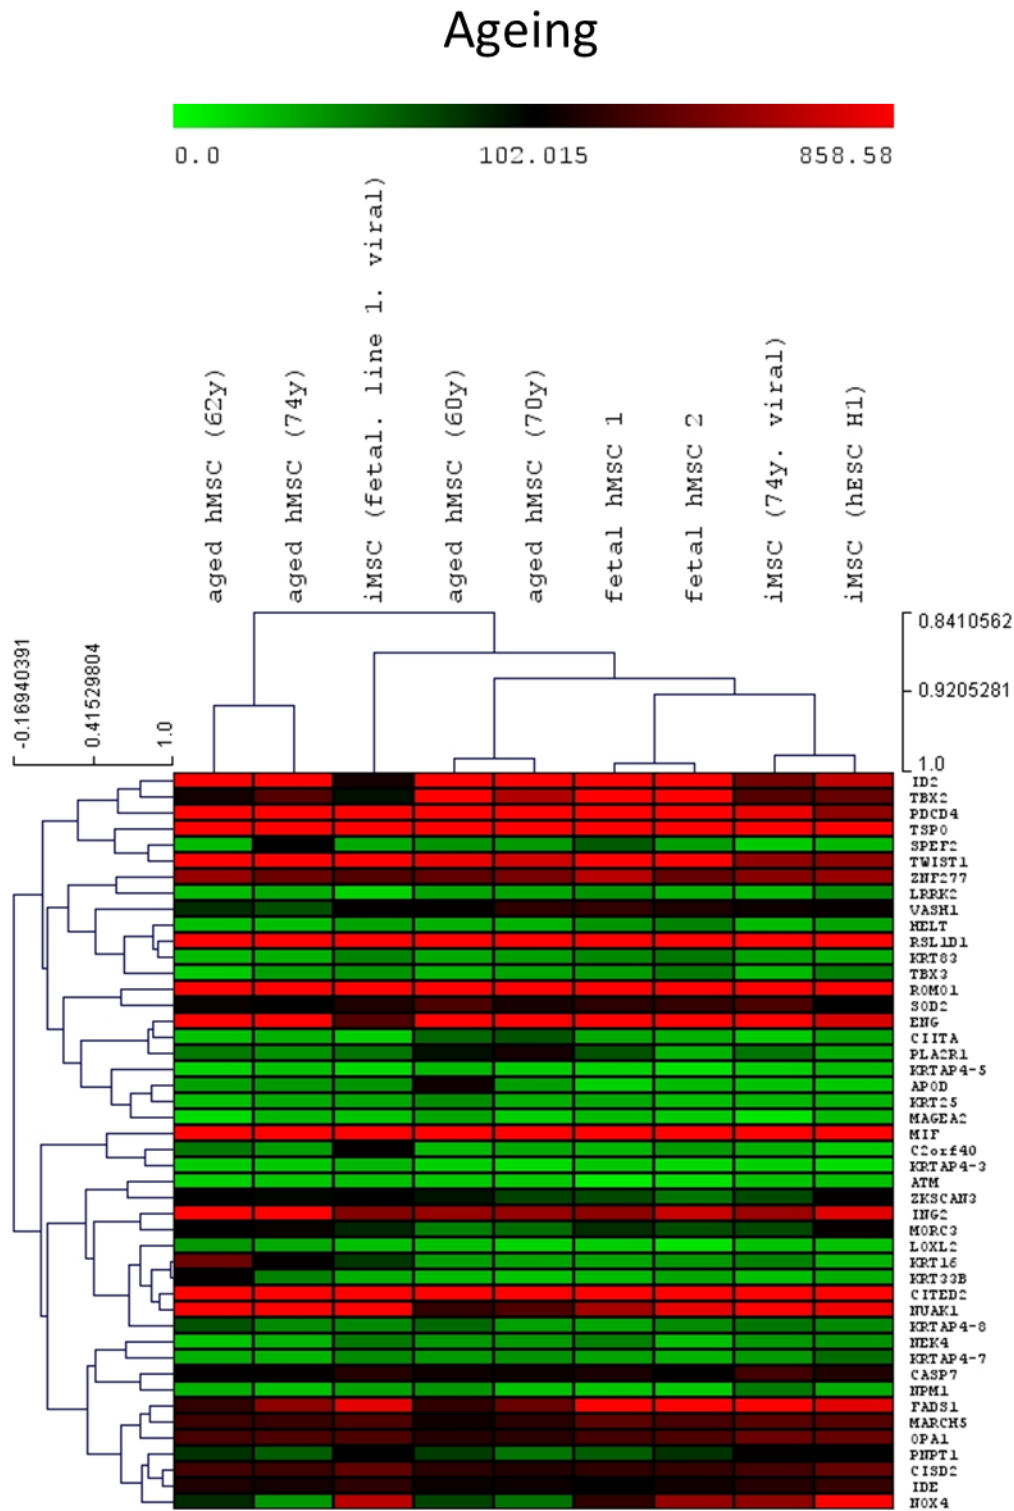 Ageing
0.0 102.015 858.58
aged hMSC (62y)
aged hMSC (74y)
iMSC (fetal. line 1. viral)
aged hMSC (60y)
aged hMSC (70y)
fetal hMSC 1
fetal hMSC 2
iMSC (74y. viral)
iMSC (hESC H1)
-0.16940391
0.41529804
1.0
0.8410562
0.9205281
1.0
ID2
TBX2
PDCD4
TSPO
SPEF2
TWIST1
ZNF277
LRRK2
VASH1
HELT
RSL1D1
KRT83
TBX3
ROMO1
SOD2
ENG
CIITA
PLA2R1
KRTAP4-5
APOD
KRT25
MAGEA2
MIF
C2orf40
KRTAP4-3
ATM
ZKSCAN3
ING2
MORC3
LOXL2
KRT16
KRT33B
CITED2
NUAK1
KRTAP4-8
NEK4
KRTAP4-7
CASP7
NPM1
FADS1
MARCH5
OPA1
PNPT1
CISD2
IDE
NOX4